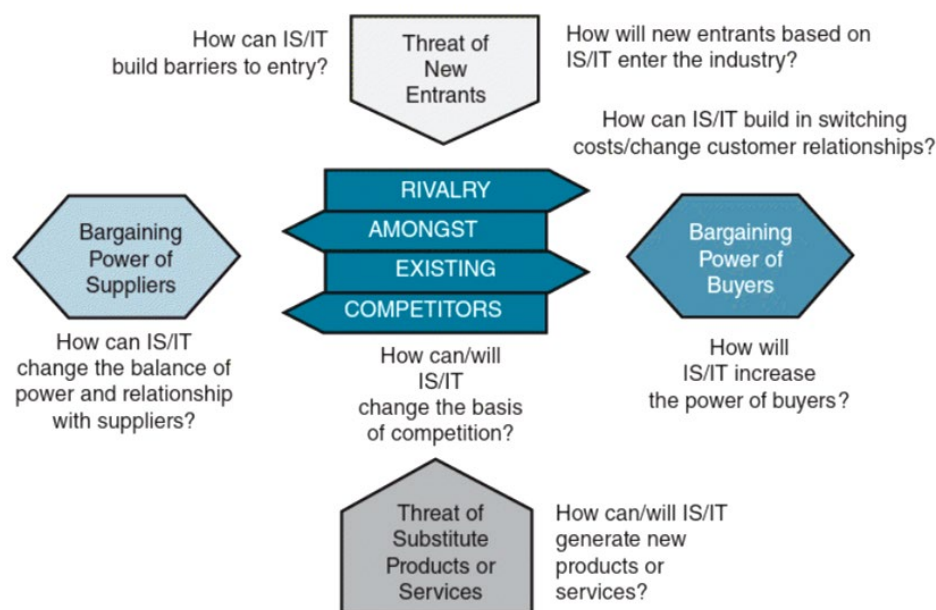 How can IS/IT
build barriers to entry?
Threat of
New
Entrants
How will new entrants based on
IS/IT enter the industry?
How can IS/IT build in switching
costs/change customer relationships?
Bargaining
Power of
Suppliers
RIVALRY
AMONGST
EXISTING
COMPETITORS
Bargaining
Power of
Buyers
How can IS/IT
change the balance of
power and relationship
with suppliers?
How can/will
IS/IT
change the basis
of competition?
How will
IS/IT increase
the power of buyers?
Threat of
Substitute
Products or
Services
How can/will IS/IT
generate new
products or
services?